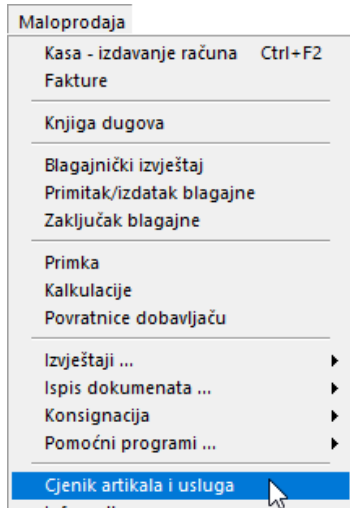 Maloprodaja
Kasa - izdavanje računa Ctrl+F2
Fakture
Knjiga dugova
Blagajnički izvještaj
Primitak/izdatak blagajne
Zaključak blagajne
Primka
Kalkulacije
Povratnice dobavljaču
Izvještaji ...
Ispis dokumenata ...
Konsignacija
Pomoćni programi ...
Cjenik artikala i usluga